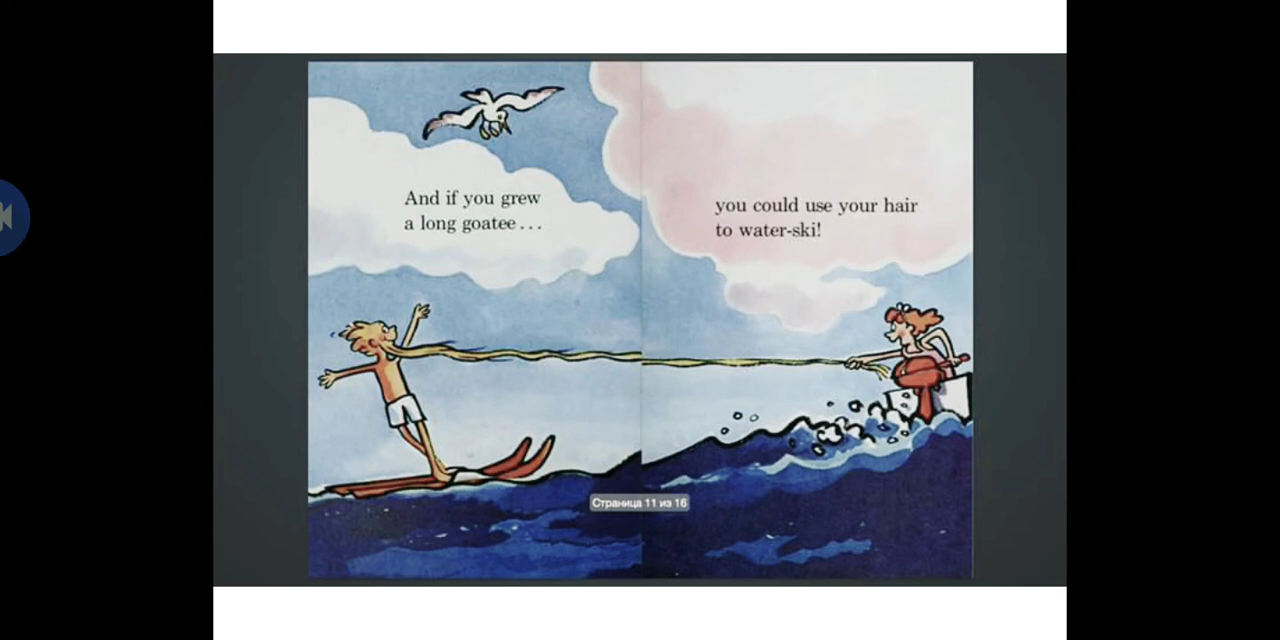 And if you grew
a long goatee...
you could use your hair
to water-ski!
Страница 11 из 16